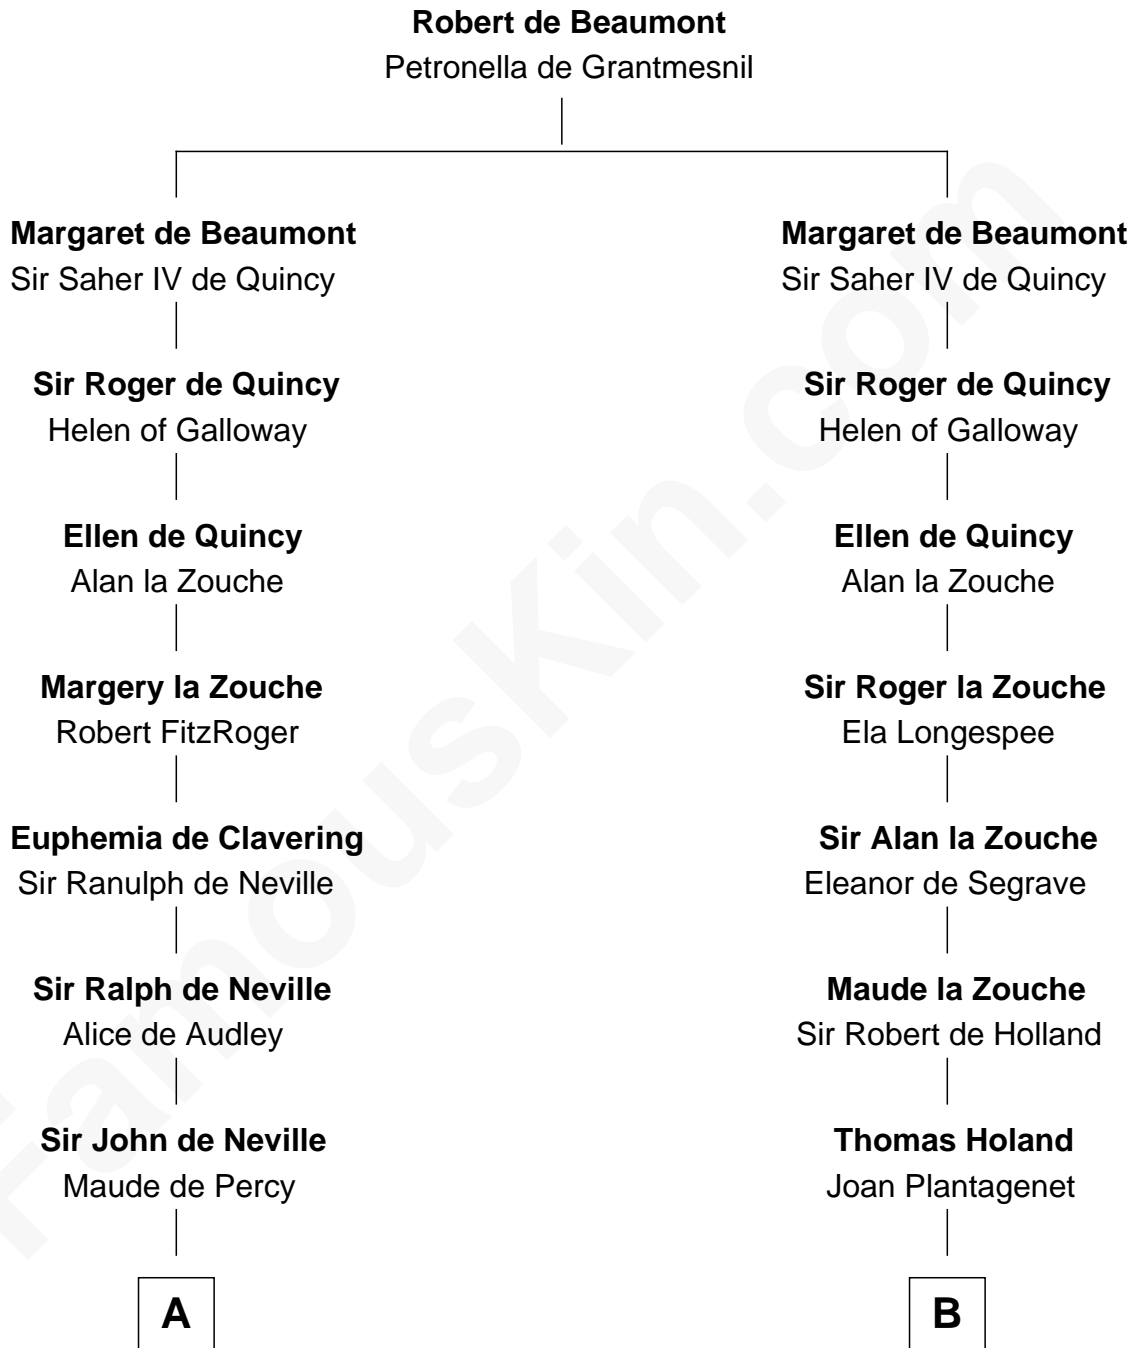 Robert de Beaumont
Petronella de Grantmesnil
Margaret de Beaumont
Sir Saher IV de Quincy
Sir Roger de Quincy
Helen of Galloway
Ellen de Quincy
Alan la Zouche
Margery la Zouche
Robert FitzRoger
Euphemia de Clavering
Sir Ranulph de Neville
Sir Ralph de Neville
Alice de Audley
Sir John de Neville
Maude de Percy
A
Margaret de Beaumont
Sir Saher IV de Quincy
Sir Roger de Quincy
Helen of Galloway
Ellen de Quincy
Alan la Zouche
Sir Roger la Zouche
Ela Longespee
Sir Alan la Zouche
Eleanor de Segrave
Maude la Zouche
Sir Robert de Holland
Thomas Holand
Joan Plantagenet
B
FamousKin.com